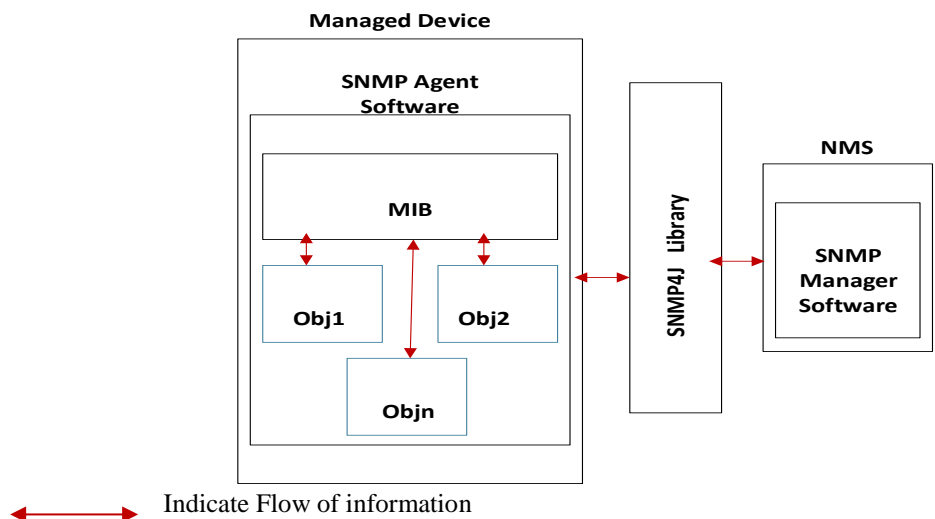 Managed Device
SNMP Agent
Software
MIB
Obj1
Obj2
Objn
SNMP4J Library
NMS
SNMP
Manager
Software
Indicate Flow of information